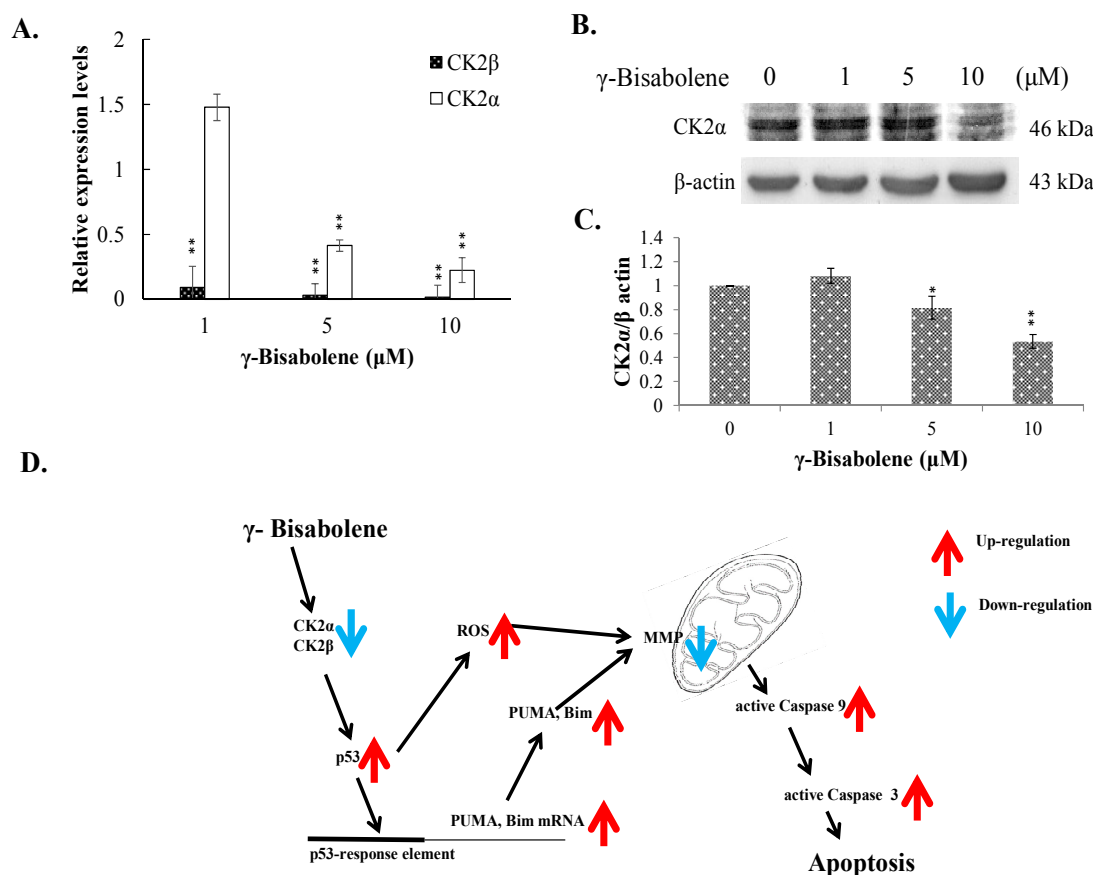 A.
Relative expression levels
2
1.5
1
0.5
0
CK2β
CK2α
**
**
**
**
**
1
5
10
γ-Bisabolene (μM)
B.
γ-Bisabolene 0 1 5 10 (μM)
CK2α 46 kDa
β-actin 43 kDa
C.
CK2α/β actin
1.4
1.2
1
0.8
0.6
0.4
0.2
0
*
**
0
1
5
10
γ-Bisabolene (μM)
D.
γ- Bisabolene
CK2α
CK2β
p53
p53-response element
ROS
PUMA, Bim
PUMA, Bim mRNA
MMP
active Caspase 9
active Caspase 3
Apoptosis
Up-regulation
Down-regulation